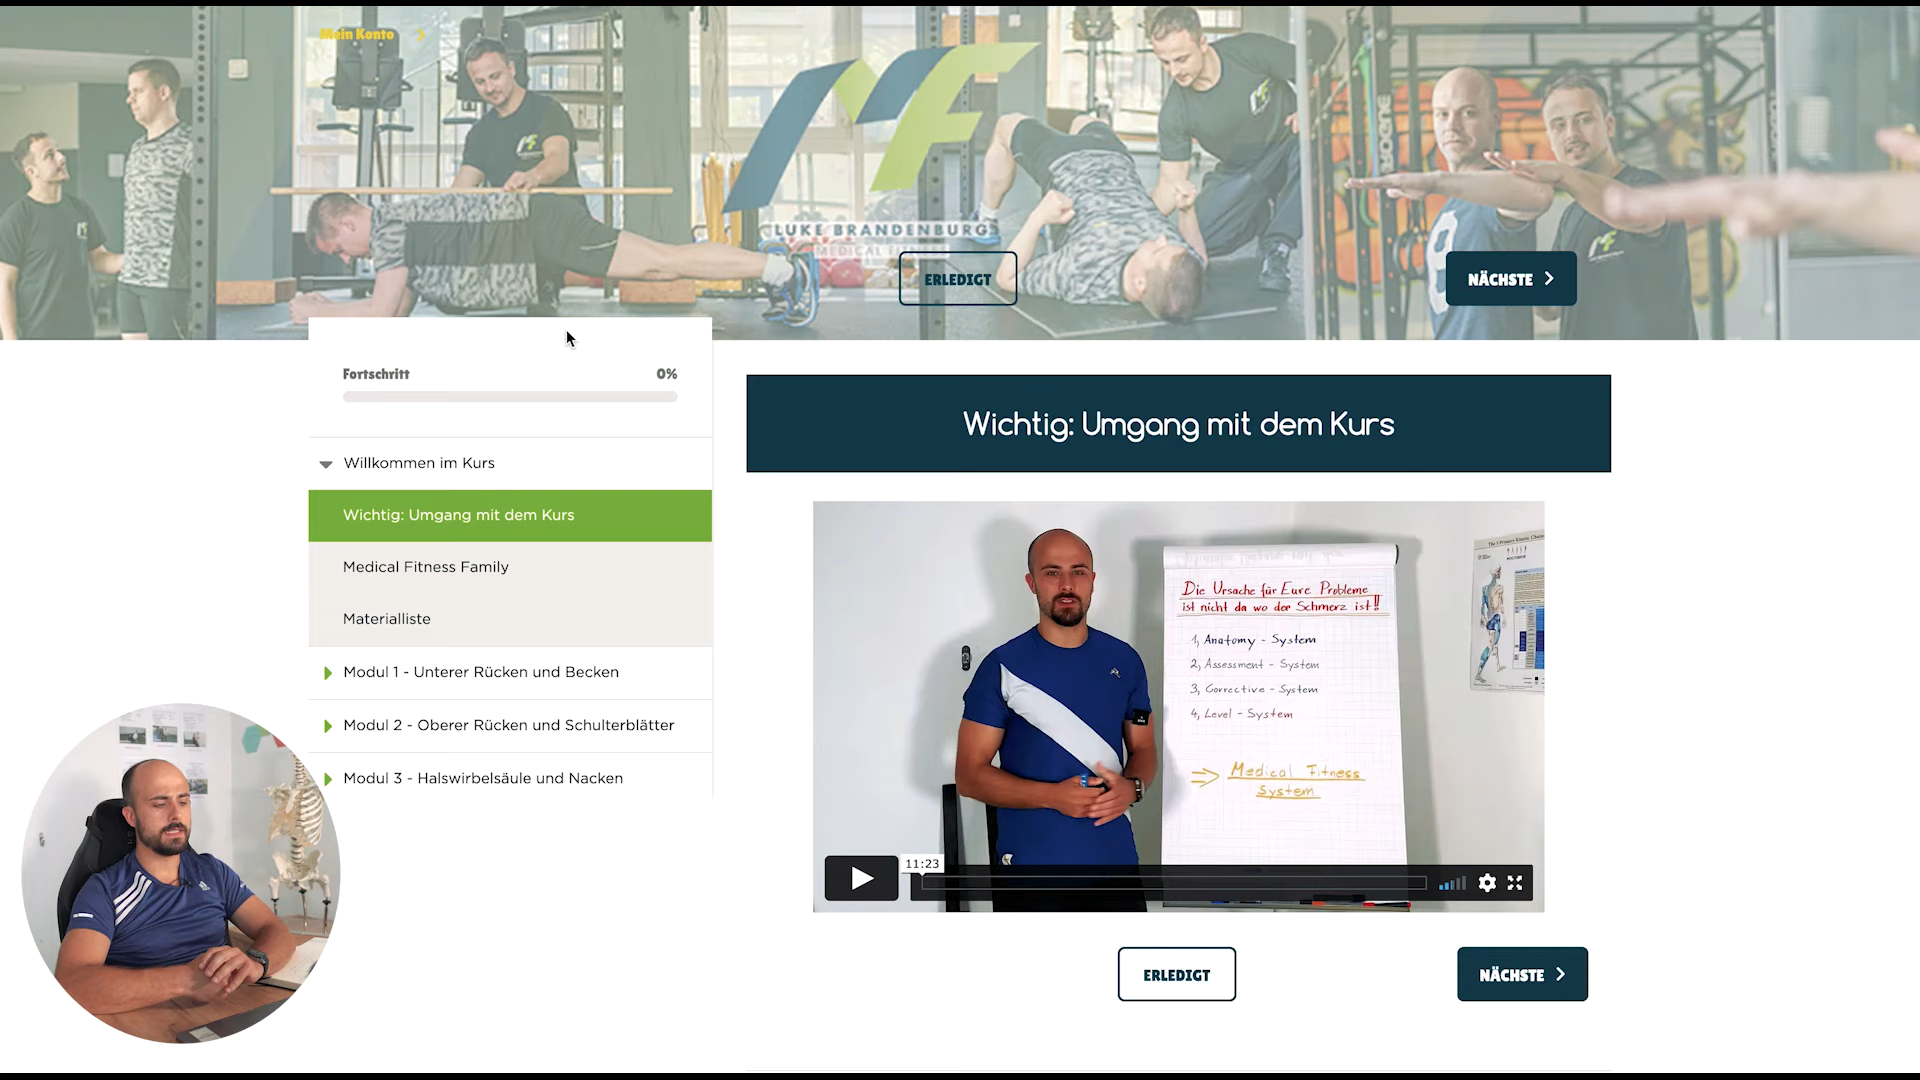 Mein Konto
LUKE BRANDENBURG
MEDICAL FITNESS
ERLEDIGT
NÄCHSTE
Fortschritt 0%
Willkommen im Kurs
Wichtig: Umgang mit dem Kurs
Medical Fitness Family
Materialliste
Modul 1 - Unterer Rücken und Becken
Modul 2 - Oberer Rücken und Schulterblätter
Modul 3 - Halswirbelsäule und Nacken
Wichtig: Umgang mit dem Kurs
Die Ursache für Eure Probleme
ist nicht da wo der Schmerz ist!!
1, Anatomy - System
2, Assessment - System
3, Corrective - System
4, Level - System
⇒ Medical Fitness
System
11:23
ERLEDIGT
NÄCHSTE